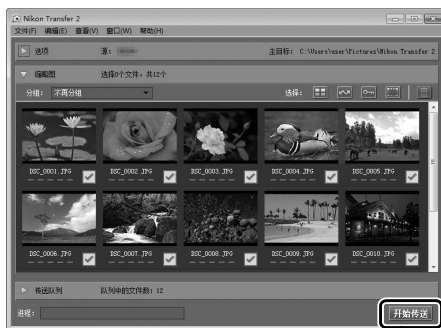 Nikon Transfer 2
文件(F) 编辑(E) 查看(V) 窗口(W) 帮助(H)
选项 源： 主目标： C:\Users\user\Pictures\Nikon Transfer 2
缩略图 选择0个文件，共12个
分组： 不再分组 选择：
DSC_0001.JPG DSC_0002.JPG DSC_0003.JPG DSC_0004.JPG DSC_0005.JPG
DSC_0006.JPG DSC_0007.JPG DSC_0008.JPG DSC_0009.JPG DSC_0010.JPG
传送队列 队列中的文件数：12
进程： 开始传送